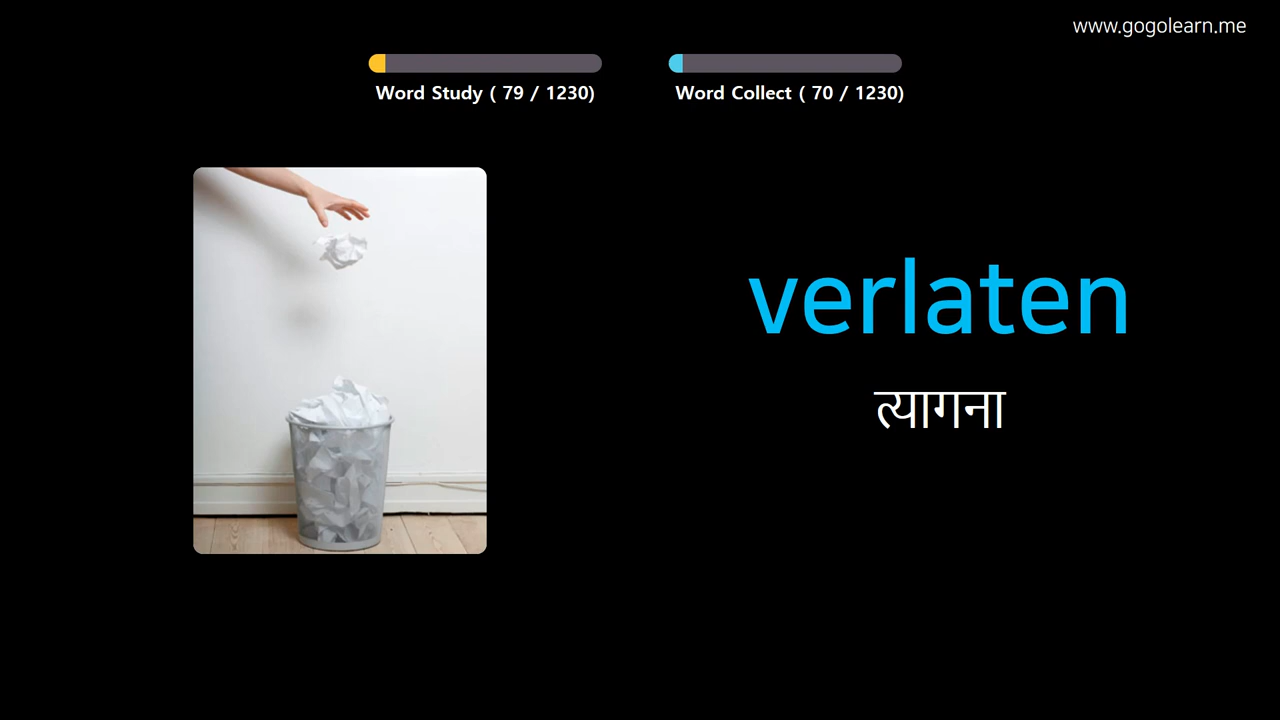 www.gogolearn.me
Word Study ( 79 / 1230)
Word Collect ( 70 / 1230)
verlaten
त्यागना